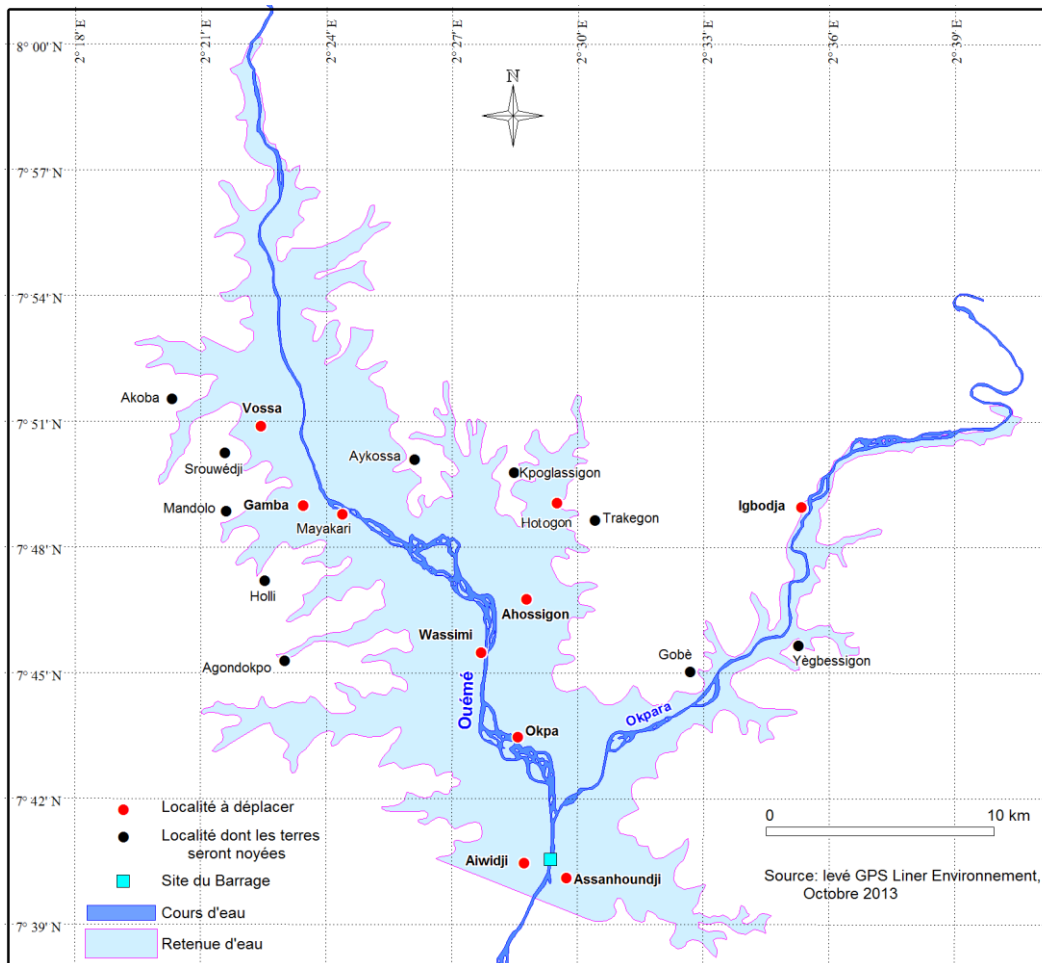 2° 18' E
2° 21' E
2° 24' E
2° 27' E
2° 30' E
2° 33' E
2° 36' E
2° 39' E
8° 00' N
N
7° 57' N
7° 54' N
Akoba
Vossa
7° 51' N
Srouwédji
Aykossa
Kpoglassigon
Mandolo
Gamba
Mayakari
Hotogon
Trakegon
Igbodja
7° 48' N
Holli
Ahossigon
Wassimi
Agondokpo
Gobè
Yègbessigon
7° 45' N
Ouémé
Okpara
Okpa
7° 42' N
Localité à déplacer
Localité dont les terres
seront noyées
Site du Barrage
Cours d'eau
Retenue d'eau
Aiwidji
Assanhoundji
7° 39' N
0
10 km
Source: levé GPS Liner Environnement,
Octobre 2013